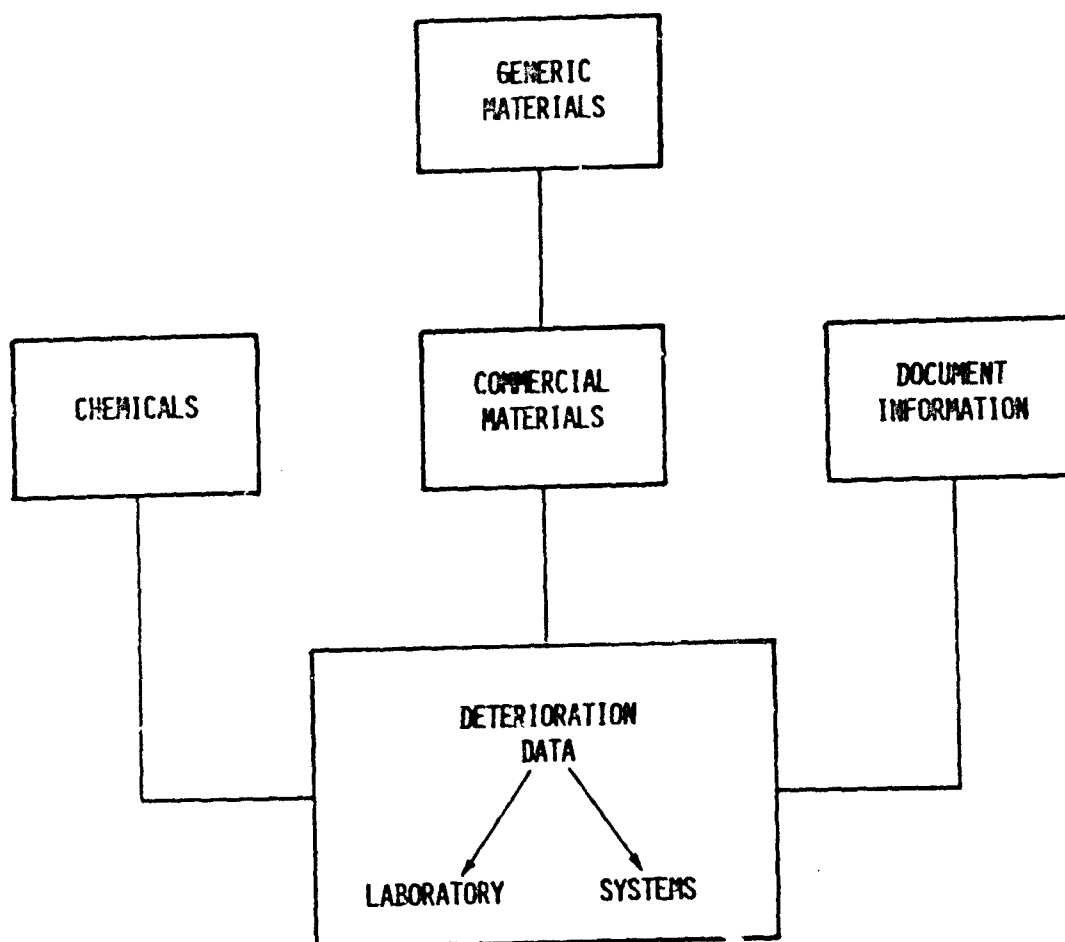 GENERIC
MATERIALS
CHEMICALS
COMMERCIAL
MATERIALS
DOCUMENT
INFORMATION
DETERIORATION
DATA
LABORATORY
SYSTEMS